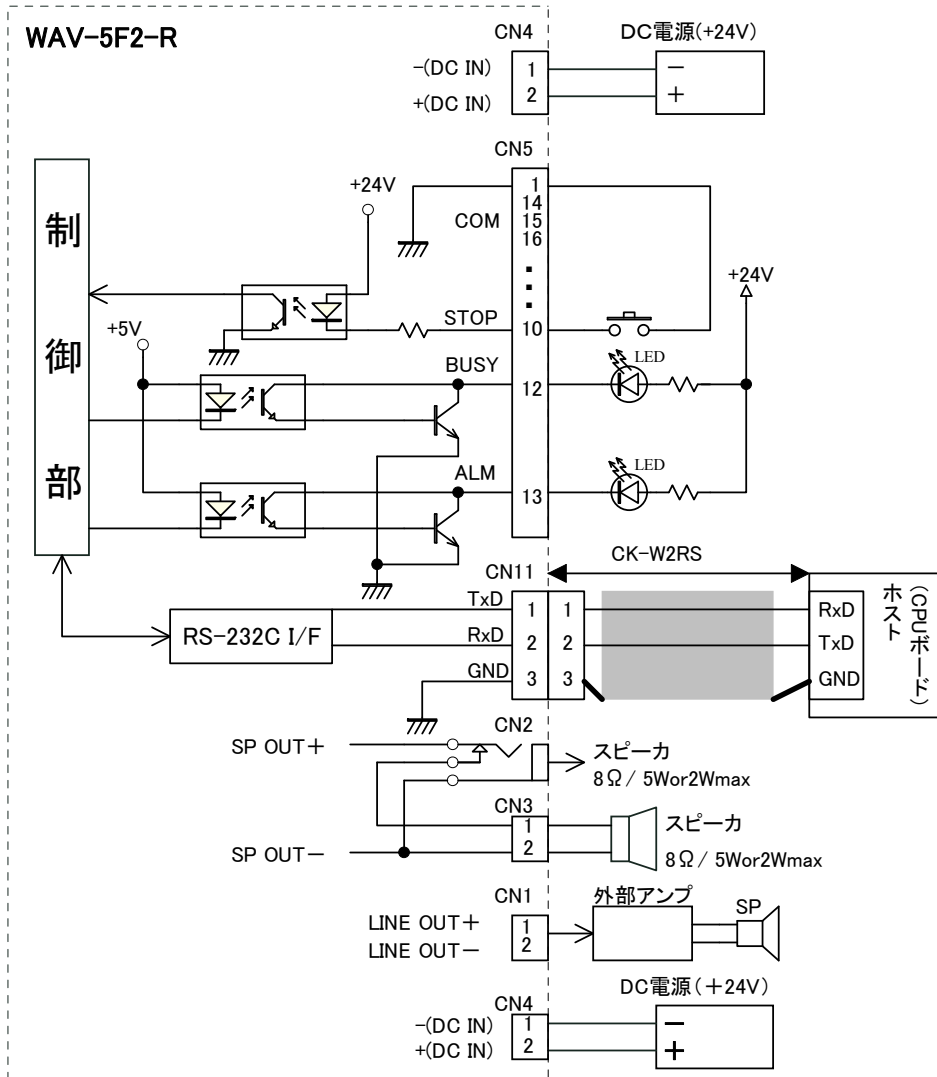 WAV-5F2-R
CN4
DC電源(+24V)
-(DC IN)
1
-
+(DC IN)
2
+
CN5
+24V
1
14
COM
15
16
制御部
+24V
STOP
10
+5V
BUSY
12
LED
ALM
13
LED
CN11
CK-W2RS
TxD
1
1
RxD
RS-232C I/F
RxD
2
2
TxD
GND
3
3
GND
ホスト
(CPUボード)
CN2
SP OUT+
スピーカ
8Ω/ 5Wor2Wmax
CN3
1
スピーカ
SP OUT-
2
8Ω/ 5Wor2Wmax
CN1
外部アンプ
SP
LINE OUT+
1
LINE OUT-
2
DC電源(+24V)
CN4
-(DC IN)
1
-
+(DC IN)
2
+